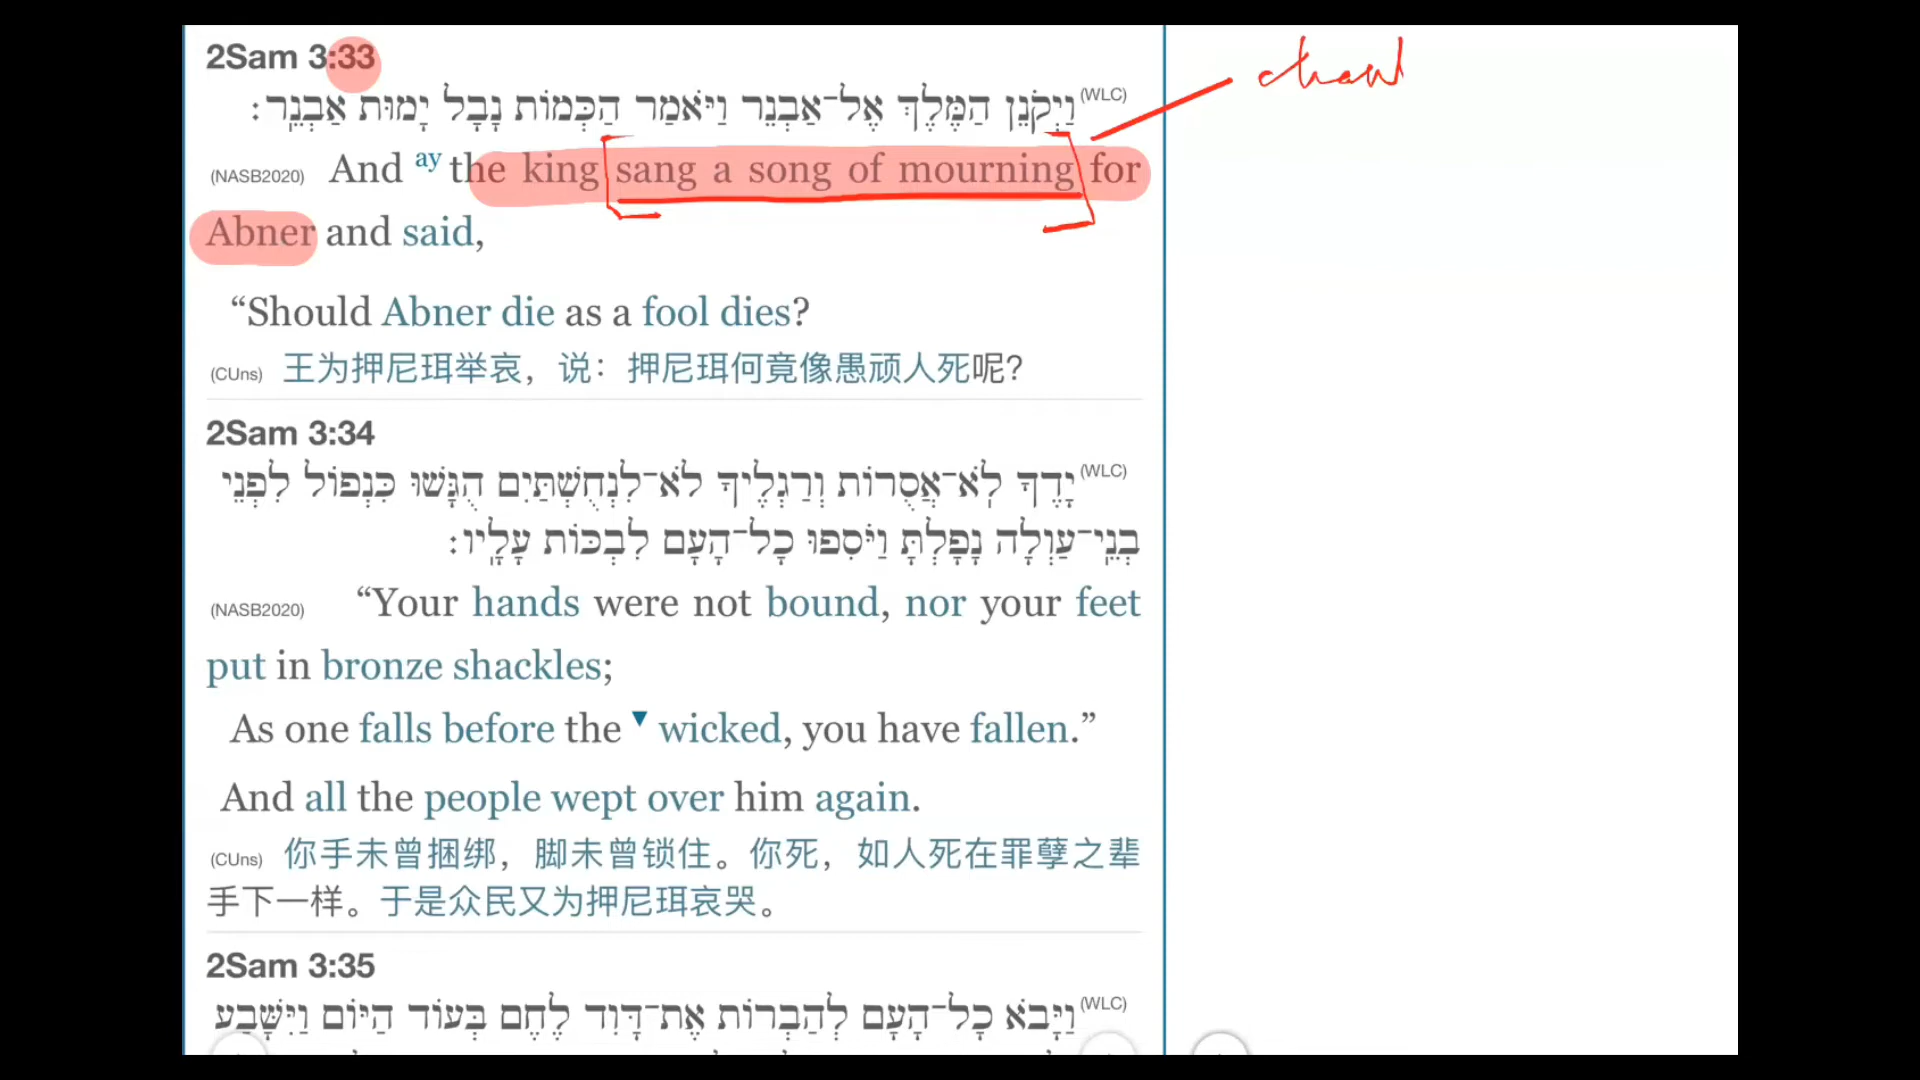 2Sam 3:33
וַיְקֹנֵן הַמֶּלֶךְ אֶל־אַבְנֵר וַיֹּאמַר הַכְּמוֹת נָבָל יָמוּת אַבְנֵֽר׃ (WLC)
(NASB2020) And ay the king sang a song of mourning for
Abner and said,
“Should Abner die as a fool dies?
(CUns) 王为押尼珥举哀，说：押尼珥何竟像愚顽人死呢?
2Sam 3:34
יָדֶךָ לֹֽא־אֲסֻרוֹת וְרַגְלֶיךָ לֹא־לִנְחֻשְׁתַּיִם הֻגָּשׁוּ כִּנְפוֹל לִפְנֵי (WLC)
בְנֵֽי־עַוְלָה נָפָלְתָּ וַיֹּסִפוּ כָל־הָעָם לִבְכּוֹת עָלָֽיו׃
(NASB2020) “Your hands were not bound, nor your feet
put in bronze shackles;
As one falls before the wicked, you have fallen.”
And all the people wept over him again.
(CUns) 你手未曾捆绑，脚未曾锁住。你死，如人死在罪孽之辈
手下一样。于是众民又为押尼珥哀哭。
2Sam 3:35
וַיָּבֹא כָל־הָעָם לְהַבְרוֹת אֶת־דָּוִד לֶחֶם בְּעוֹד הַיּוֹם וַיִּשָּׁבַע (WLC)